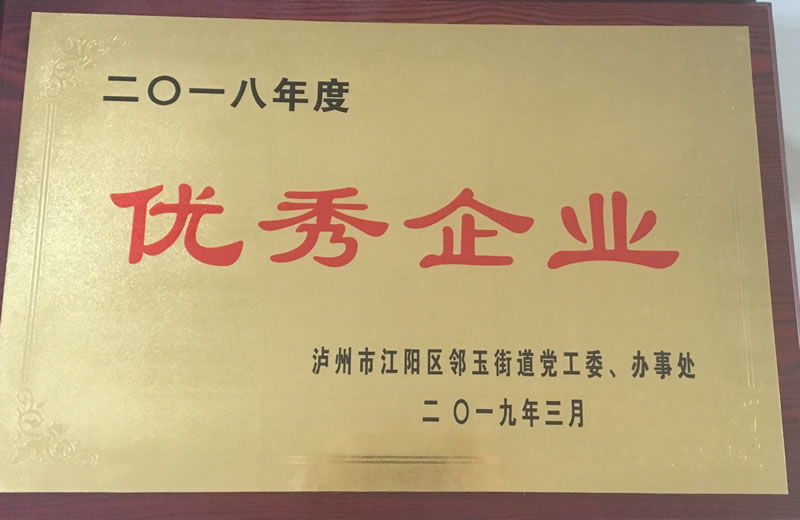 二〇一八年度
优秀企业
泸州市江阳区邻玉街道党工委、办事处
二〇一九年三月